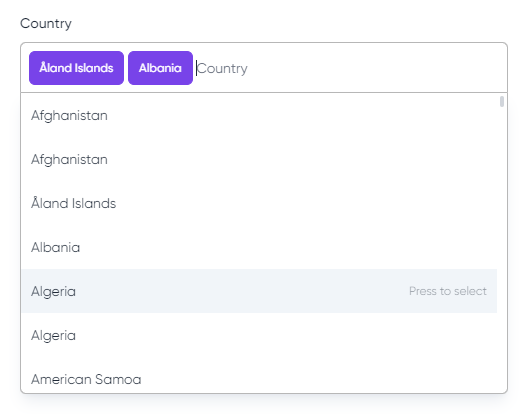 Country
Åland Islands Albania Country
Afghanistan
Afghanistan
Åland Islands
Albania
Algeria Press to select
Algeria
American Samoa